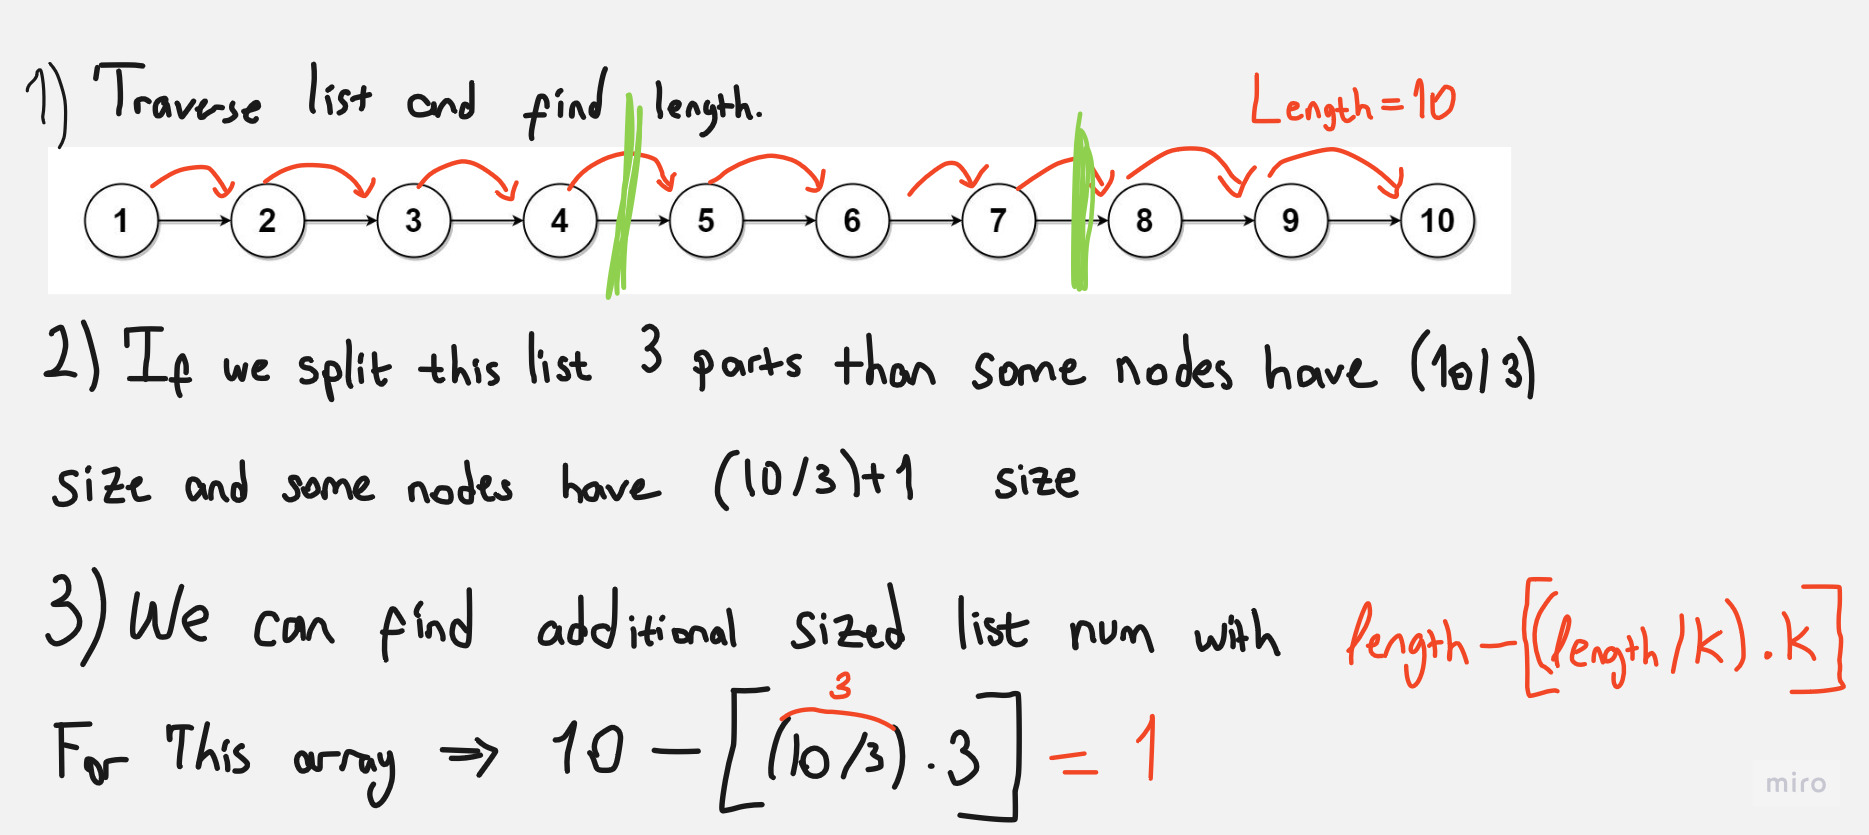 1) Traverse list and find length.
Length = 10
1 2 3 4 5 6 7 8 9 10
2) If we split this list 3 parts than some nodes have (10/3)
size and some nodes have (10/3)+1 size
3) We can find additional sized list num with length - [(length/k).k]
3
For This array => 10 - [(10/3).3] = 1
miro